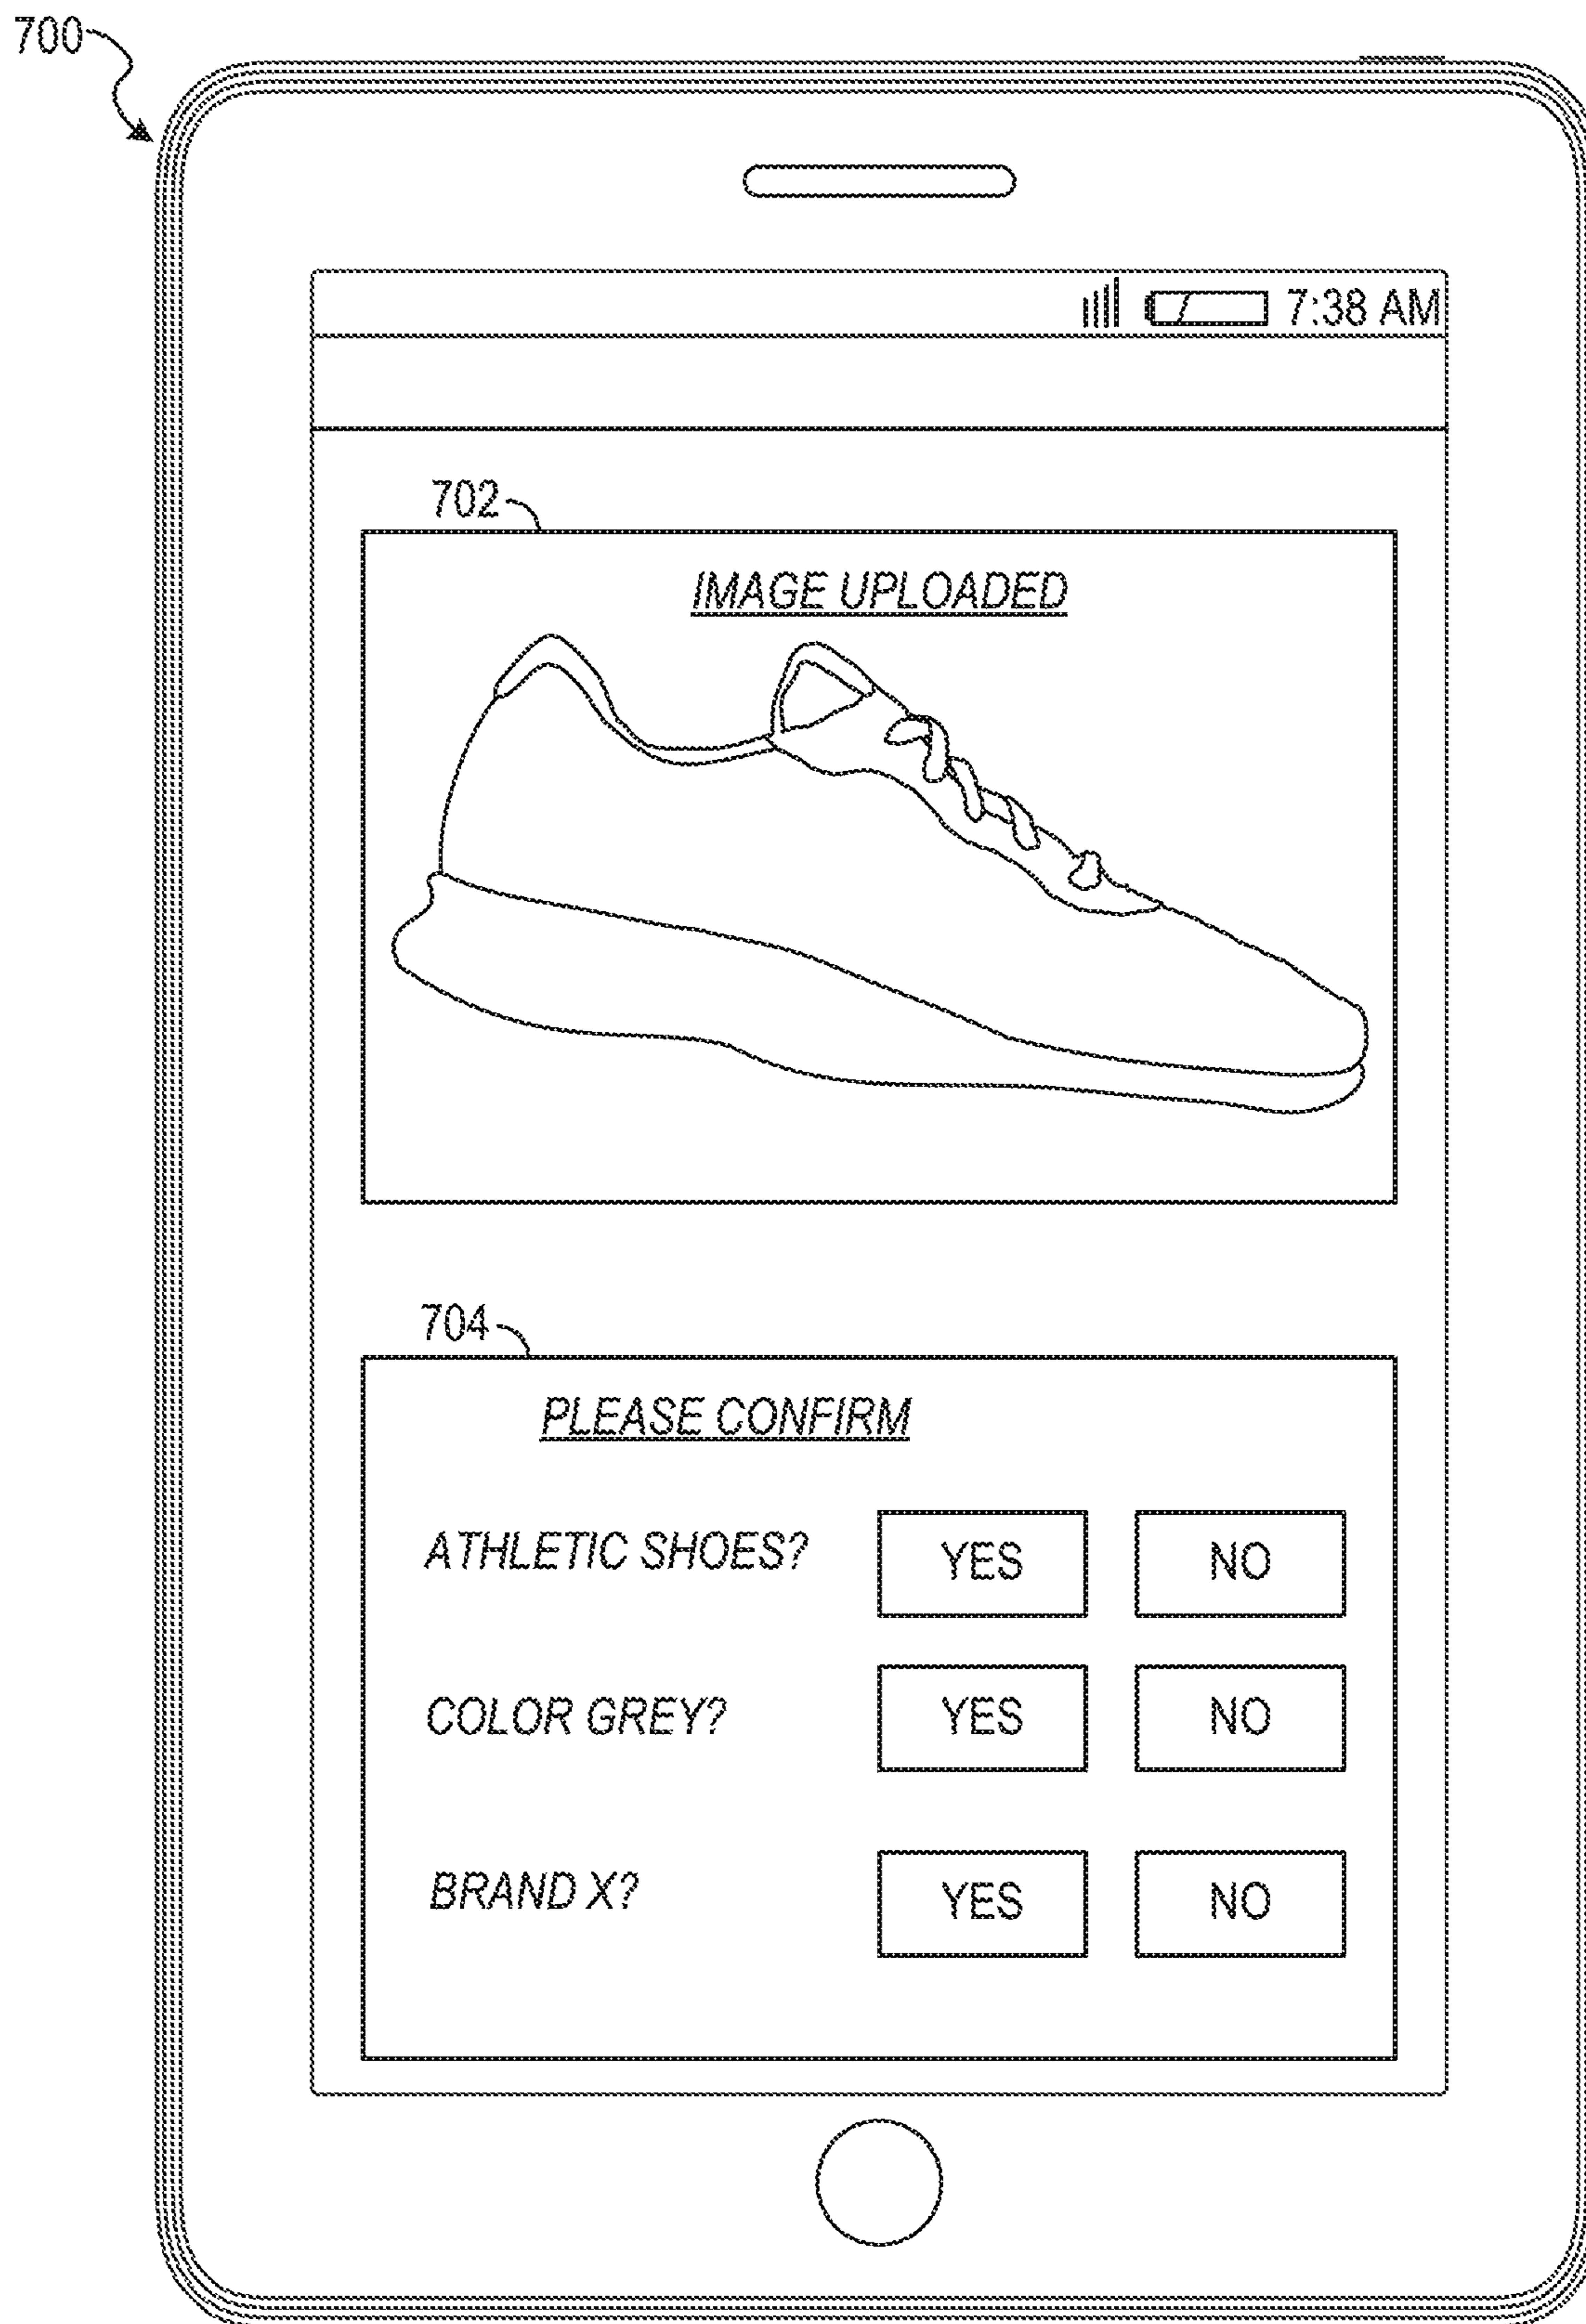 700
7:38 AM
702
IMAGE UPLOADED
704
PLEASE CONFIRM
ATHLETIC SHOES? YES NO
COLOR GREY? YES NO
BRAND X? YES NO